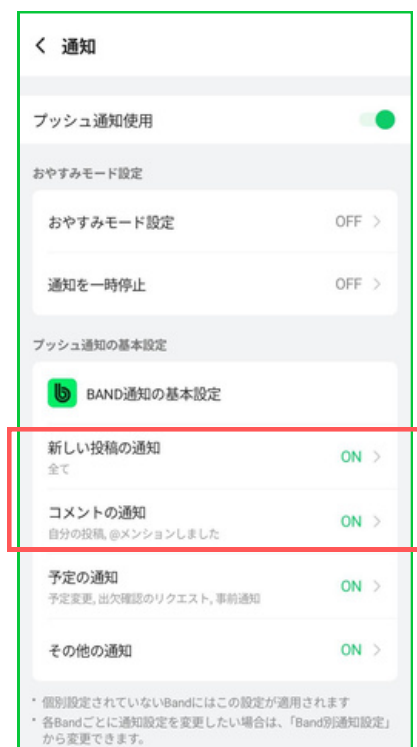 通知
プッシュ通知使用
おやすみモード設定
おやすみモード設定 OFF
通知を一時停止 OFF
プッシュ通知の基本設定
BAND通知の基本設定
新しい投稿の通知 ON
全て
コメントの通知 ON
自分の投稿, @メンションしました
予定の通知 ON
予定変更, 出欠確認のリクエスト, 事前通知
その他の通知 ON
* 個別設定されていないBandにはこの設定が適用されます
* 各Bandごとに通知設定を変更したい場合は、「Band別通知設定」
から変更できます。